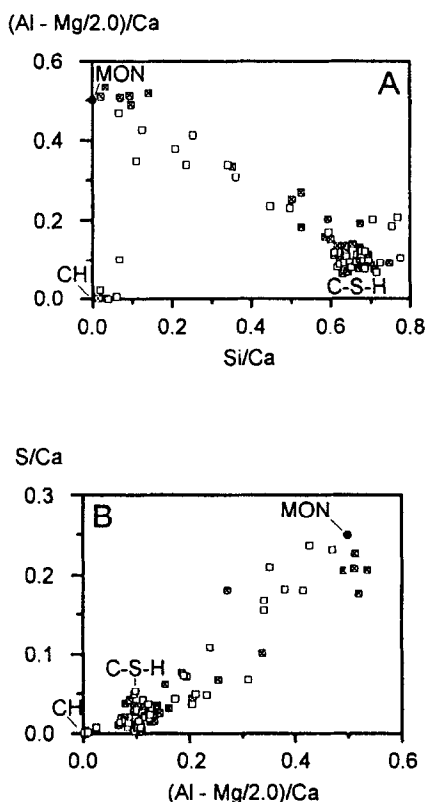 (Al - Mg/2.0)/Ca
0.6
MON
A
0.4
0.2
CH
C-S-H
0.0
0.0 0.2 0.4 0.6 0.8
Si/Ca
S/Ca
0.3
B
MON
0.2
0.1
C-S-H
CH
0.0
0.0 0.2 0.4 0.6
(Al - Mg/2.0)/Ca